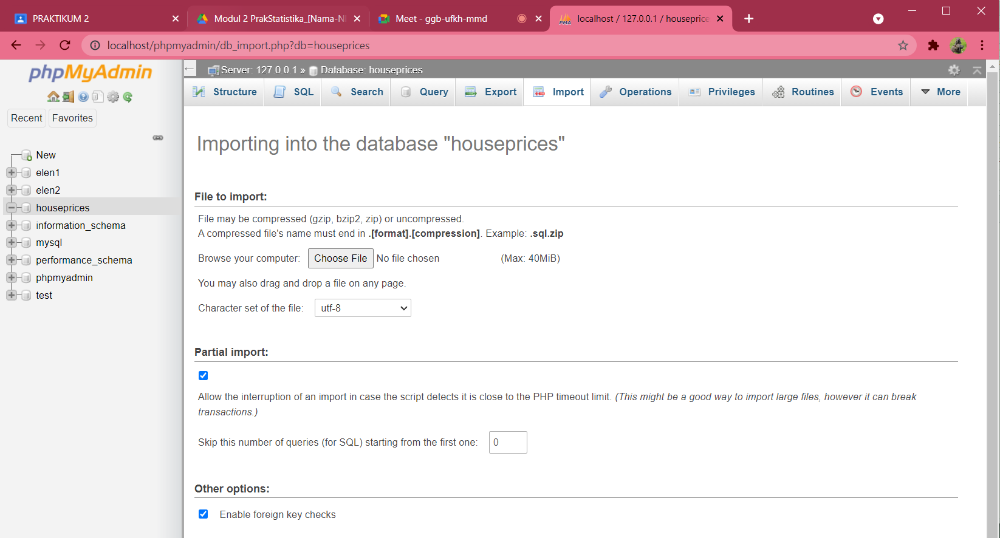 PRAKTIKUM 2
Modul 2 PrakStatistika_[Nama-NI
Meet - ggb-ufkh-mmd
PMA
localhost / 127.0.0.1 / houseprice
localhost/phpmyadmin/db_import.php?db=houseprices
phpMyAdmin
Recent
Favorites
New
elen1
elen2
houseprices
information_schema
mysql
performance_schema
phpmyadmin
test
Server: 127.0.0.1 » Database: houseprices
Structure
SQL
Search
Query
Export
Import
Operations
Privileges
Routines
Events
More
Importing into the database "houseprices"
File to import:
File may be compressed (gzip, bzip2, zip) or uncompressed.
A compressed file's name must end in .[format].[compression]. Example: .sql.zip
Browse your computer: Choose File No file chosen (Max: 40MiB)
You may also drag and drop a file on any page.
Character set of the file: utf-8
Partial import:
Allow the interruption of an import in case the script detects it is close to the PHP timeout limit. (This might be a good way to import large files, however it can break
transactions.)
Skip this number of queries (for SQL) starting from the first one: 0
Other options:
Enable foreign key checks